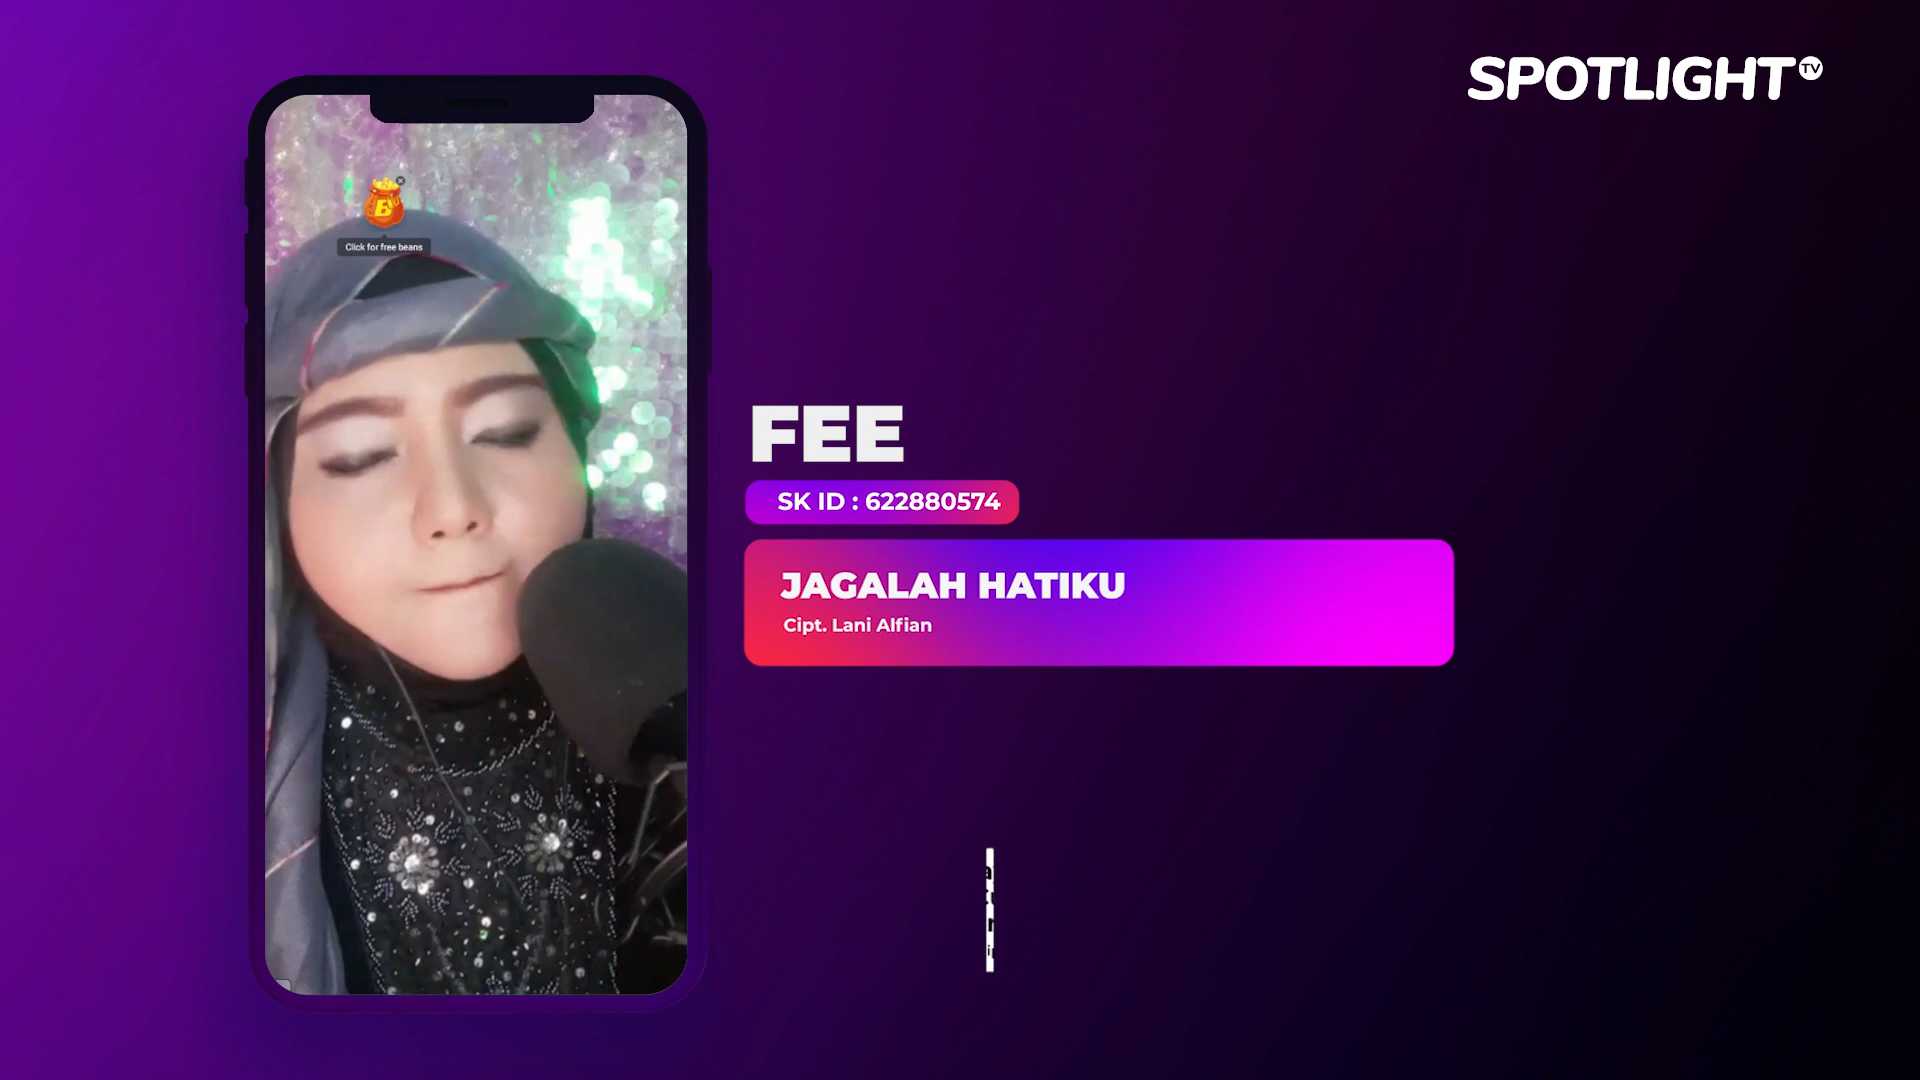 SPOTLIGHT TV
Click for free beans
FEE
SK ID : 622880574
JAGALAH HATIKU
Cipt. Lani Alfian